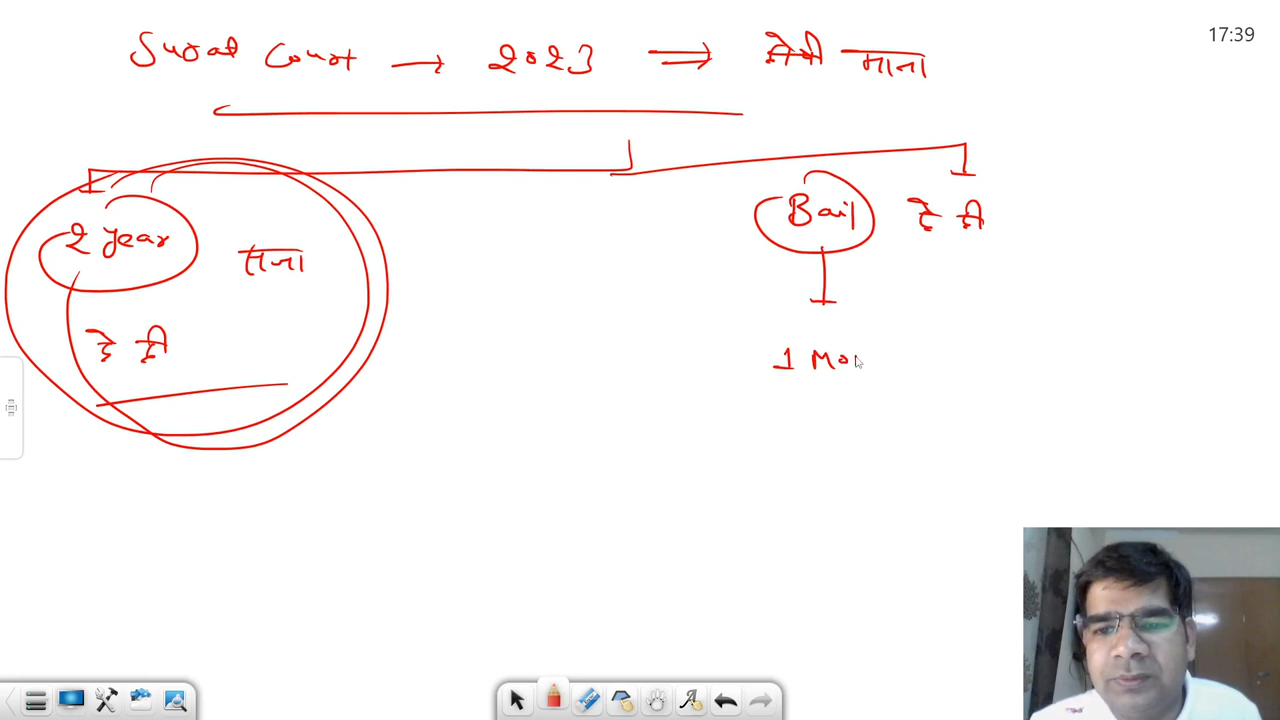 17:39
Surat Court → 2023 ⇒ दोषी माना
2 year सजा
दे दी
Bail दे दी
1 Mo